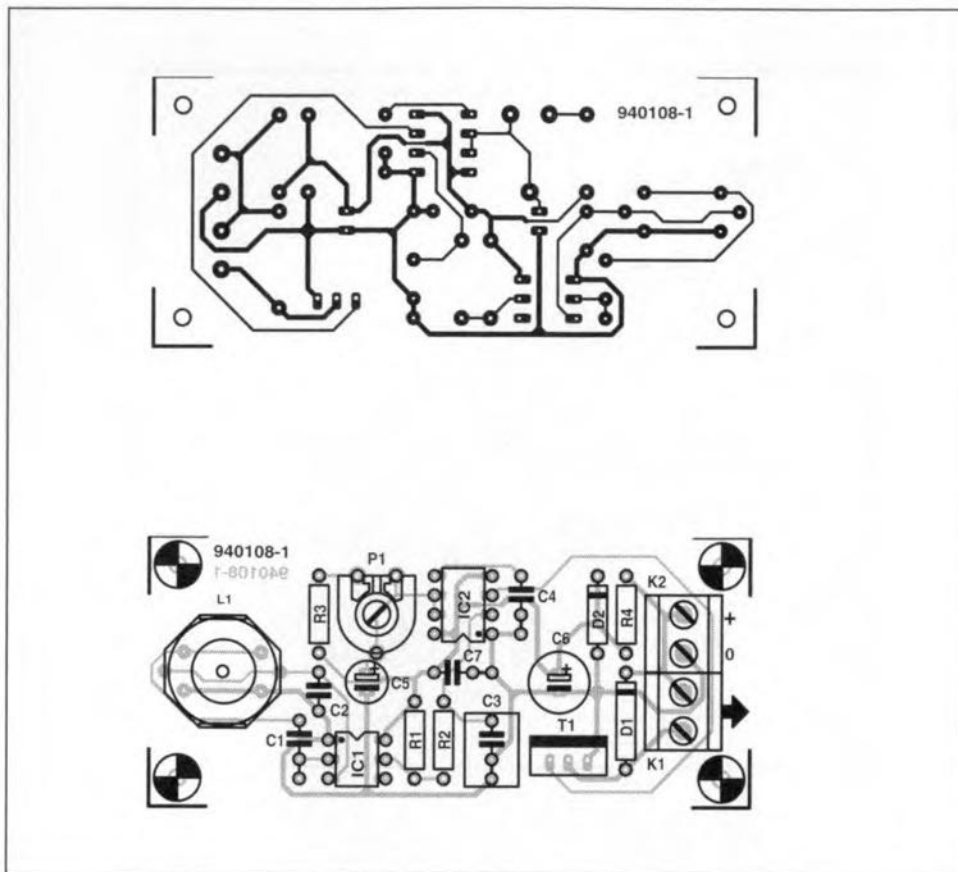 940108-1
940108-1
940108-1
L1
P1
R3
IC2
C4
D2
R4
K2
+
0
C6
C7
C5
C2
C1
IC1
R1
R2
C3
T1
D1
K1
+
+